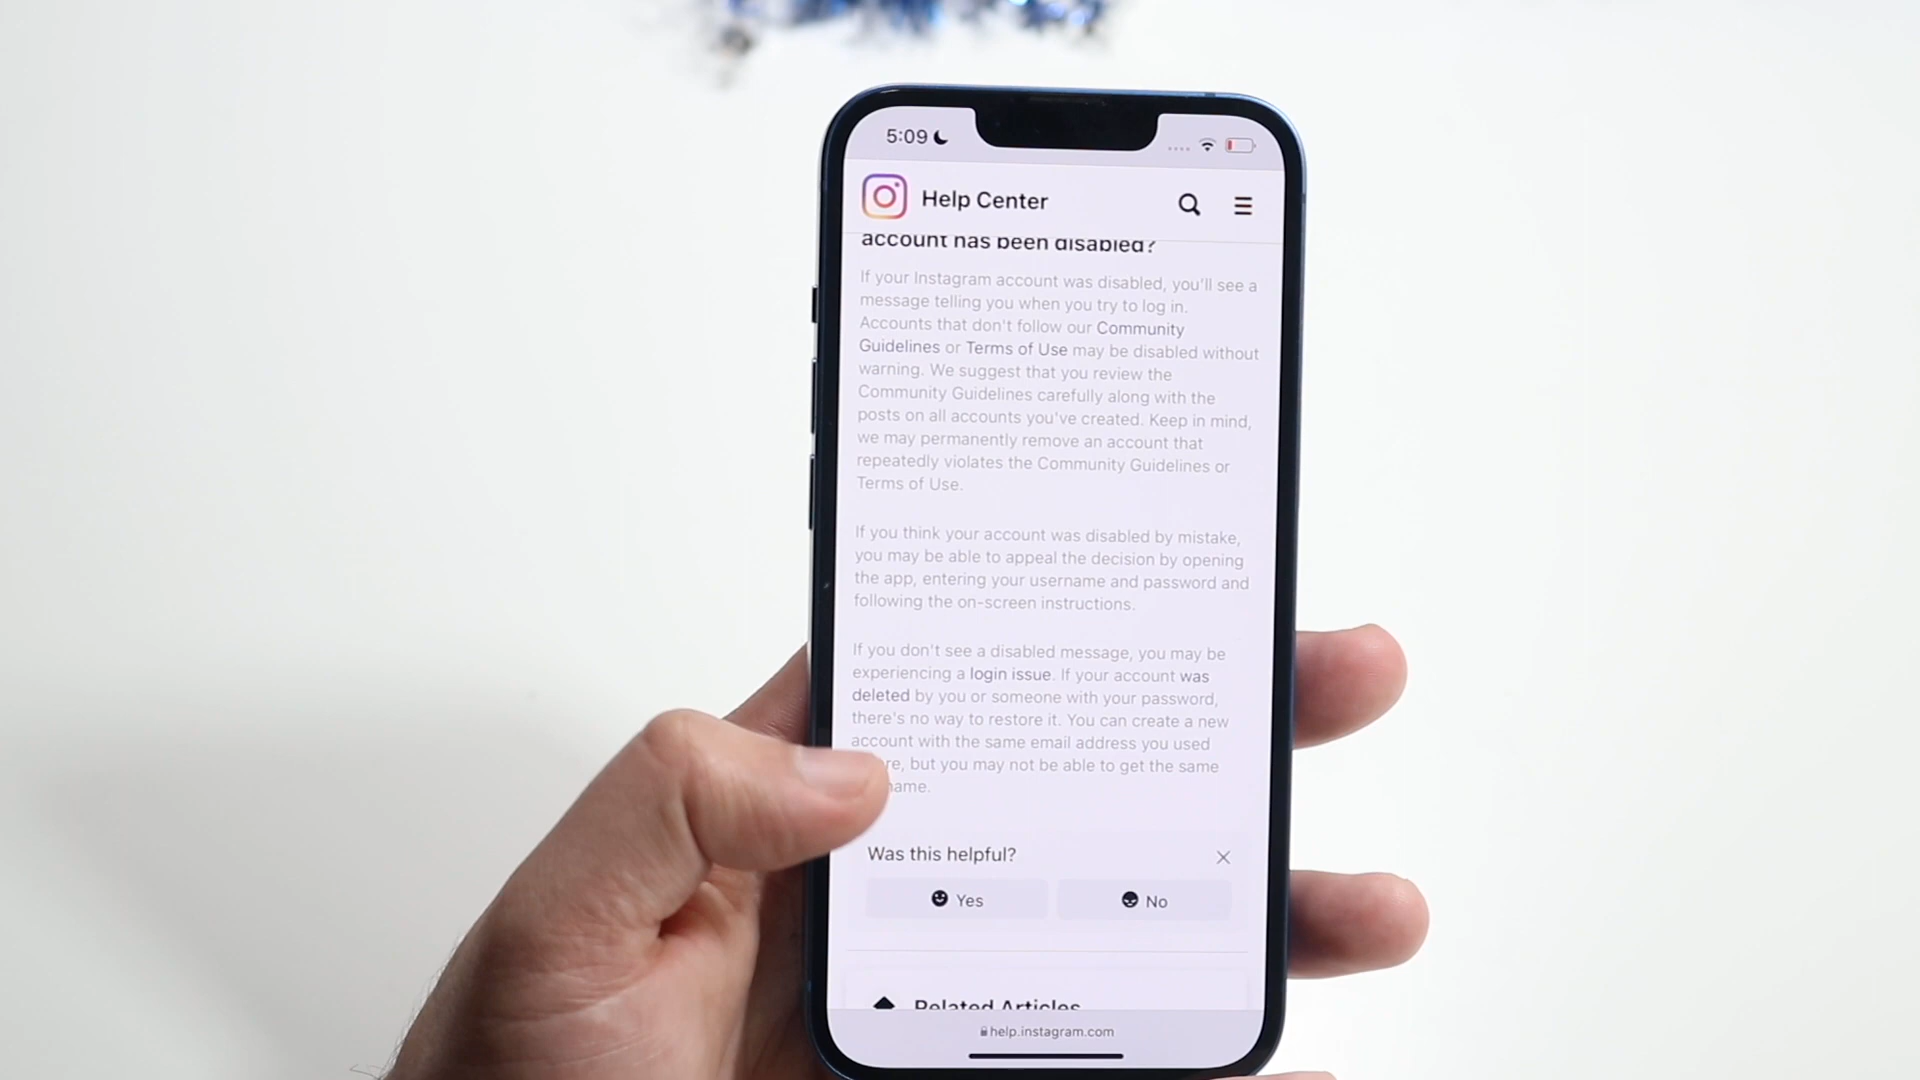 5:09
Help Center
account has been disabled?
If your Instagram account was disabled, you'll see a
message telling you when you try to log in.
Accounts that don't follow our Community
Guidelines or Terms of Use may be disabled without
warning. We suggest that you review the
Community Guidelines carefully along with the
posts on all accounts you've created. Keep in mind,
we may permanently remove an account that
repeatedly violates the Community Guidelines or
Terms of Use.
If you think your account was disabled by mistake,
you may be able to appeal the decision by opening
the app, entering your username and password and
following the on-screen instructions.
If you don't see a disabled message, you may be
experiencing a login issue. If your account was
deleted by you or someone with your password,
there's no way to restore it. You can create a new
account with the same email address you used
re, but you may not be able to get the same
name.
Was this helpful?
Yes
No
Related Articles
help.instagram.com